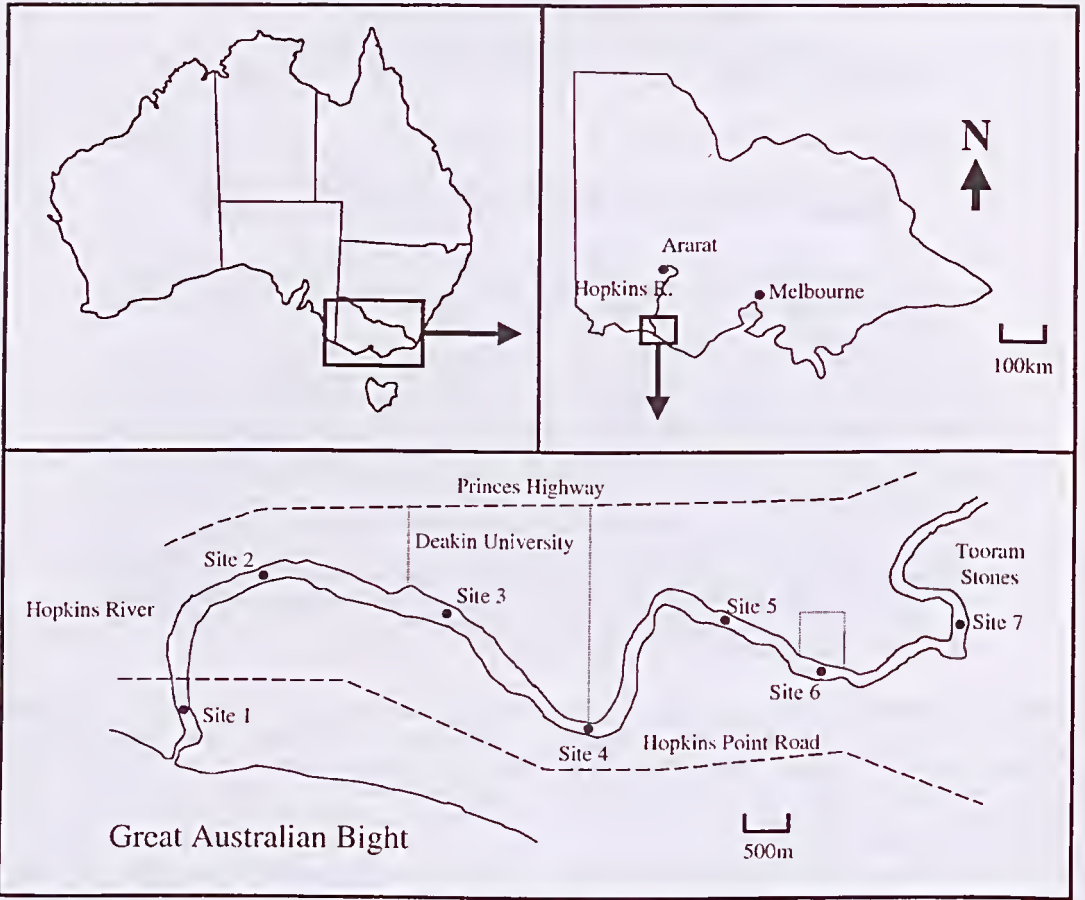 N
Ararat
Hopkins R.
Melbourne
100km
Princes Highway
Deakin University
Site 2
Site 3
Tooram
Stones
Hopkins River
Site 5
Site 7
Site 6
Site 1
Site 4
Hopkins Point Road
Great Australian Bight
500m